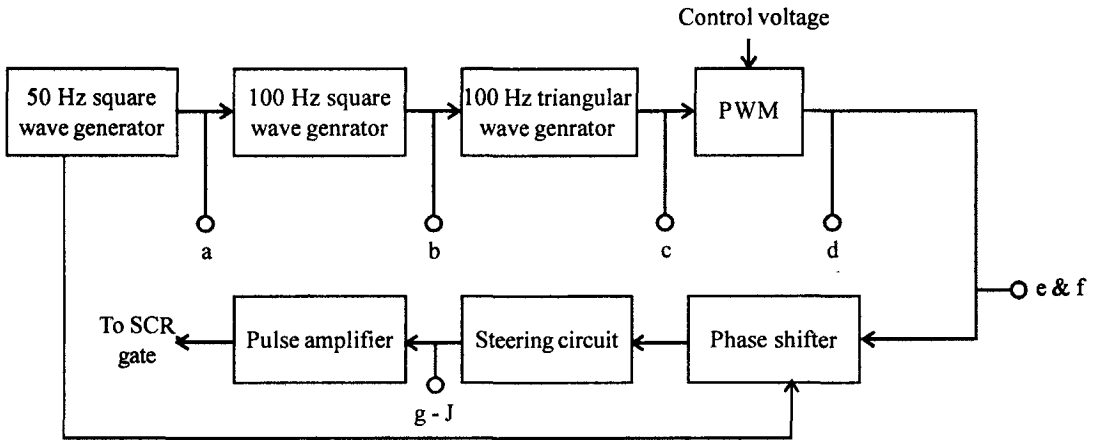 Control voltage
50 Hz square
wave generator
100 Hz square
wave genrator
100 Hz triangular
wave genrator
PWM
a
b
c
d
e & f
To SCR
gate
Pulse amplifier
Steering circuit
Phase shifter
g - J